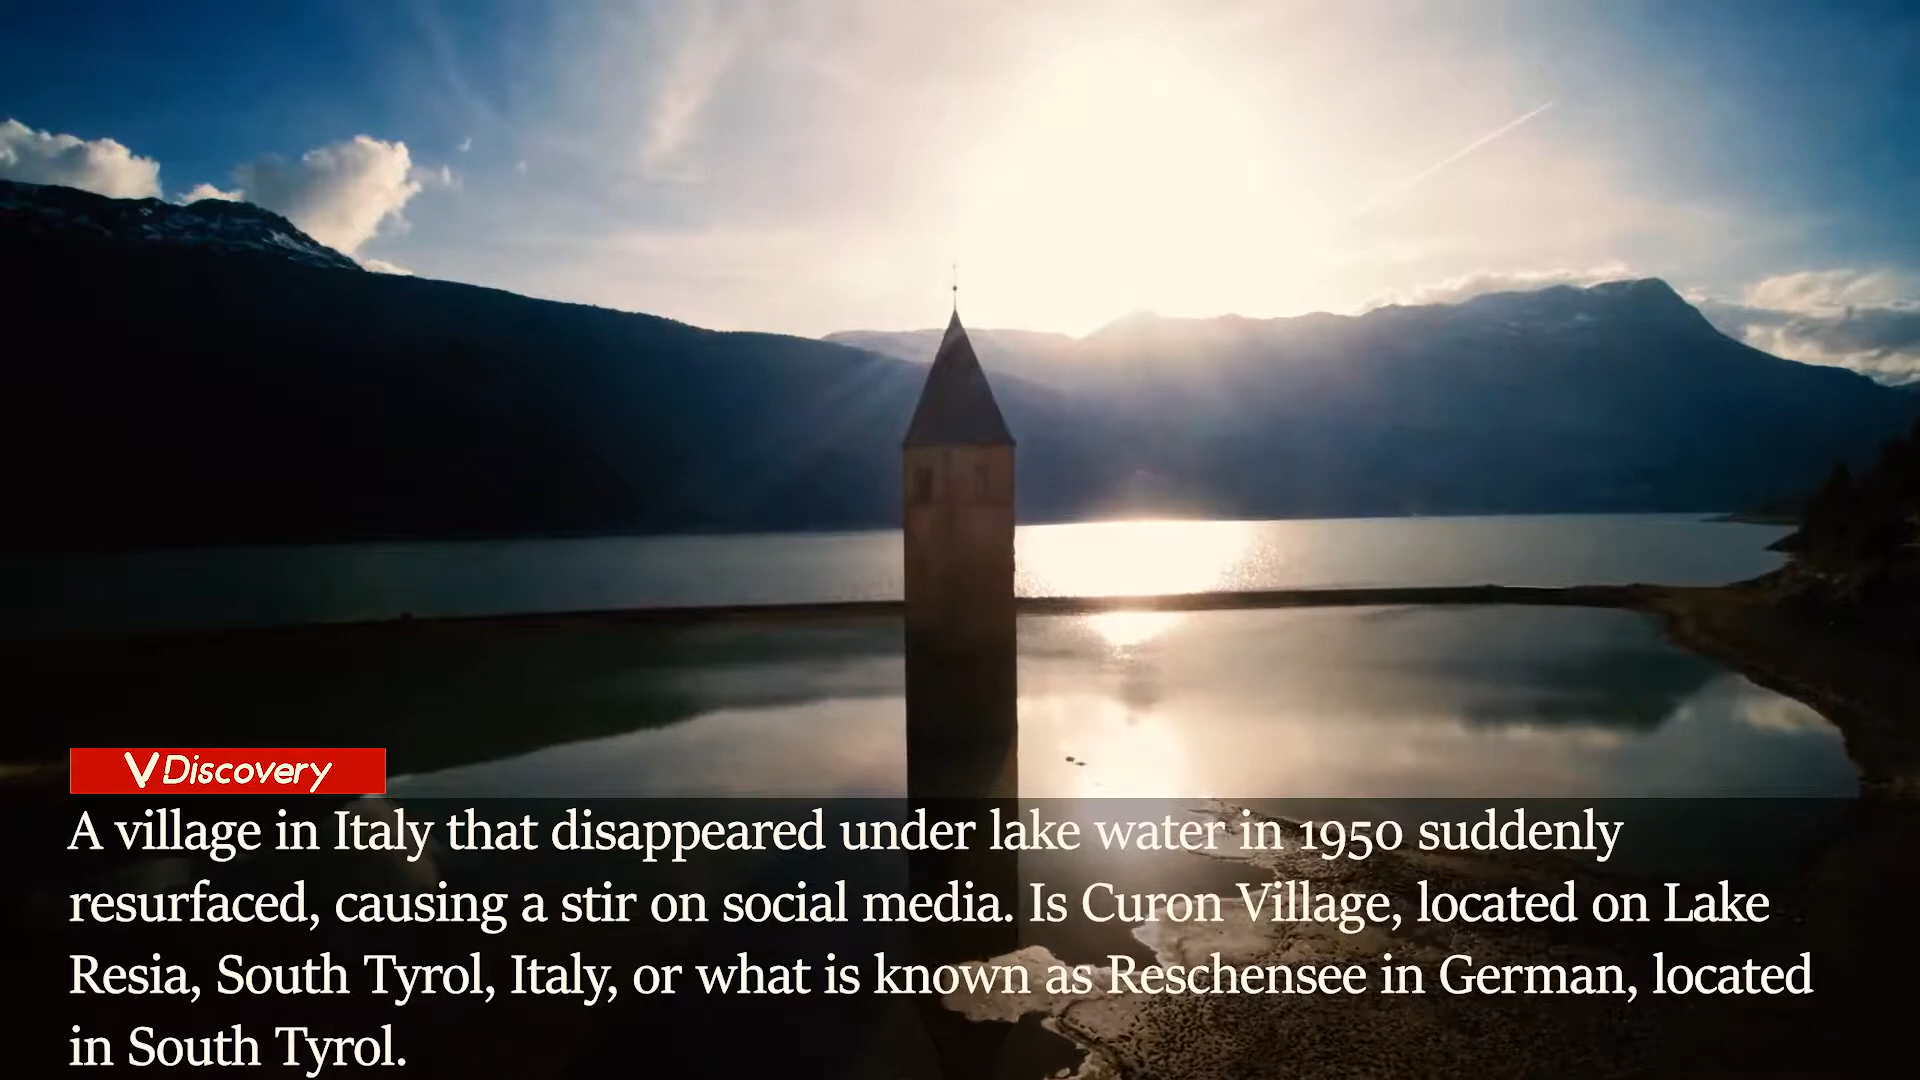 V Discovery
A village in Italy that disappeared under lake water in 1950 suddenly
resurfaced, causing a stir on social media. Is Curon Village, located on Lake
Resia, South Tyrol, Italy, or what is known as Reschensee in German, located
in South Tyrol.